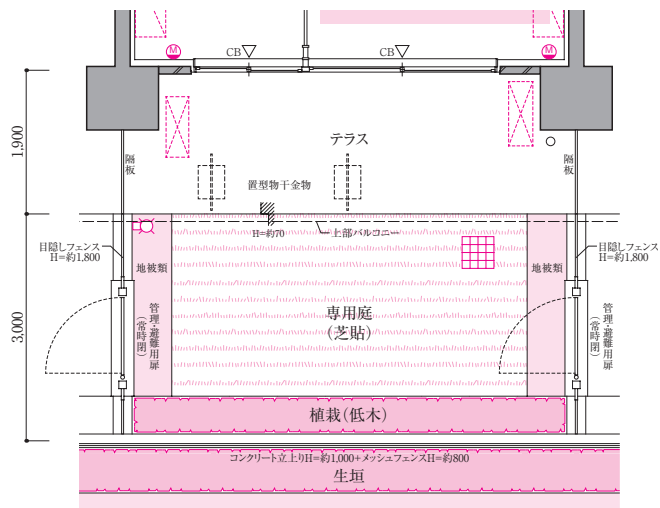 M
CB
CB
M
テラス
1,900
隔板
隔板
置型物干金物
H=約70
上部バルコニー
目隠しフェンス
H=約1,800
目隠しフェンス
H=約1,800
地被類
地被類
3,000
管理・避難用扉
(常時閉)
専用庭
(芝貼)
管理・避難用扉
(常時閉)
植栽(低木)
コンクリート立上りH=約1,000+メッシュフェンスH=約800
生垣